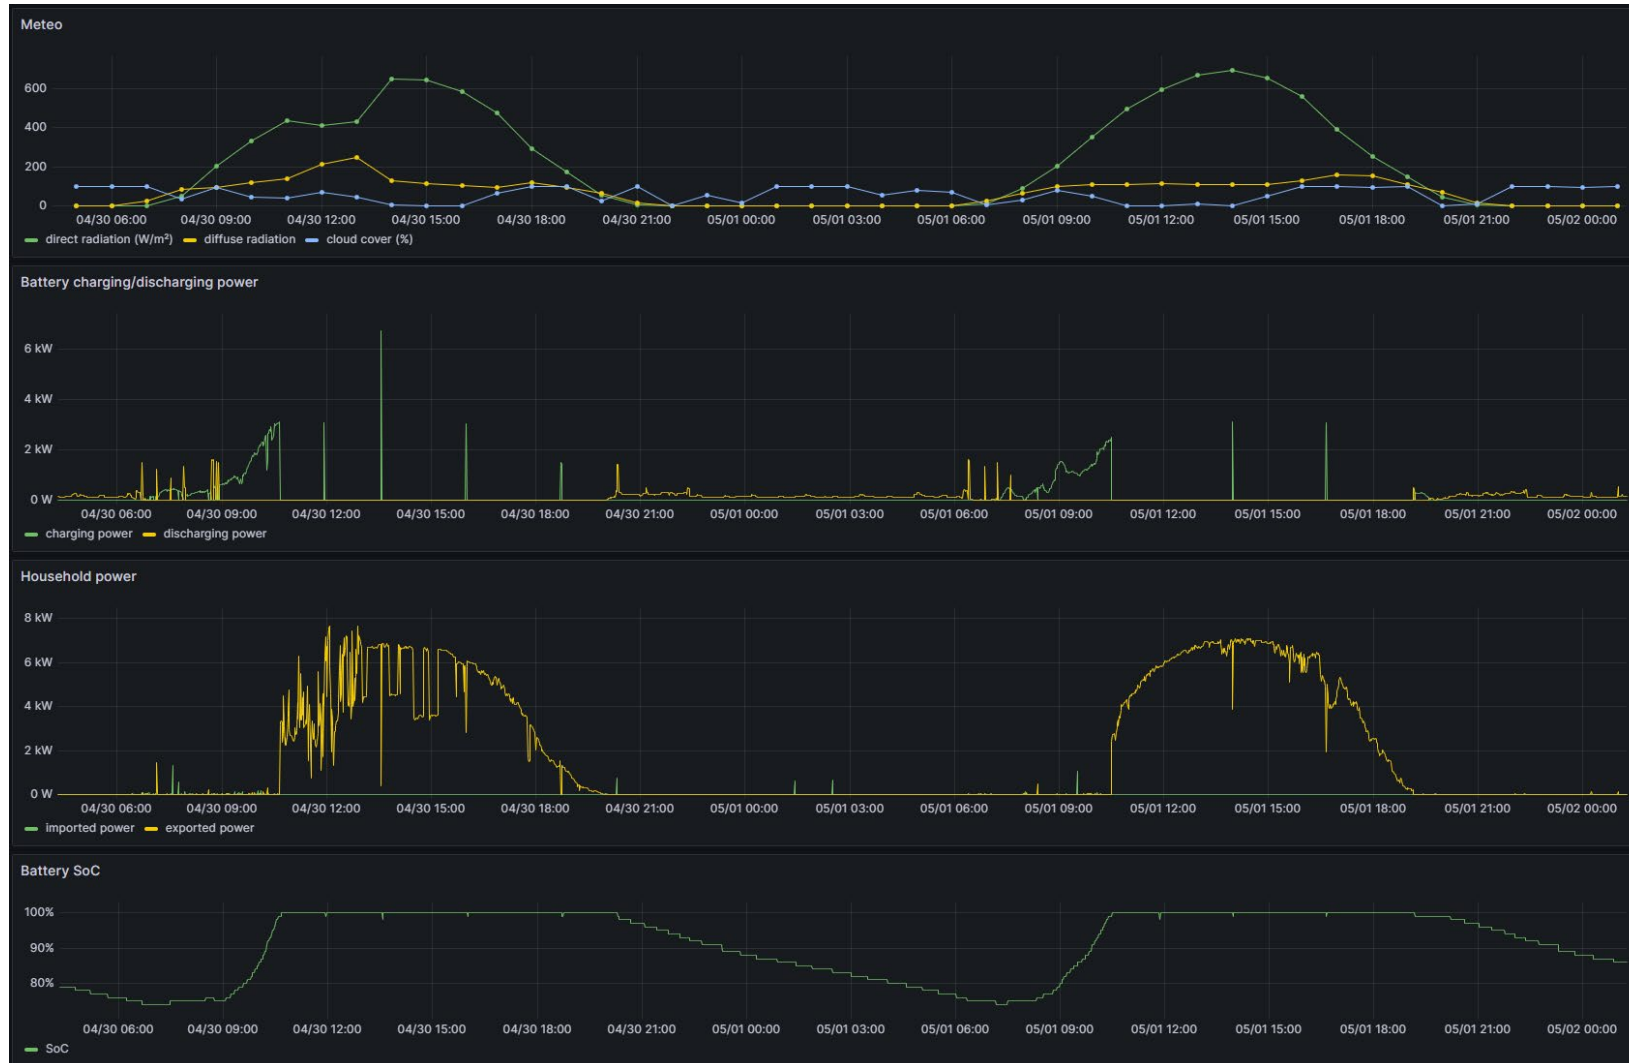 Meteo
600
400
200
0
04/30 06:00 04/30 09:00 04/30 12:00 04/30 15:00 04/30 18:00 04/30 21:00 05/01 00:00 05/01 03:00 05/01 06:00 05/01 09:00 05/01 12:00 05/01 15:00 05/01 18:00 05/01 21:00 05/02 00:00
direct radiation (W/m²) diffuse radiation cloud cover (%)
Battery charging/discharging power
6 kW
4 kW
2 kW
0 W
04/30 06:00 04/30 09:00 04/30 12:00 04/30 15:00 04/30 18:00 04/30 21:00 05/01 00:00 05/01 03:00 05/01 06:00 05/01 09:00 05/01 12:00 05/01 15:00 05/01 18:00 05/01 21:00 05/02 00:00
charging power discharging power
Household power
8 kW
6 kW
4 kW
2 kW
0 W
04/30 06:00 04/30 09:00 04/30 12:00 04/30 15:00 04/30 18:00 04/30 21:00 05/01 00:00 05/01 03:00 05/01 06:00 05/01 09:00 05/01 12:00 05/01 15:00 05/01 18:00 05/01 21:00 05/02 00:00
imported power exported power
Battery SoC
100%
90%
80%
04/30 06:00 04/30 09:00 04/30 12:00 04/30 15:00 04/30 18:00 04/30 21:00 05/01 00:00 05/01 03:00 05/01 06:00 05/01 09:00 05/01 12:00 05/01 15:00 05/01 18:00 05/01 21:00 05/02 00:00
SoC